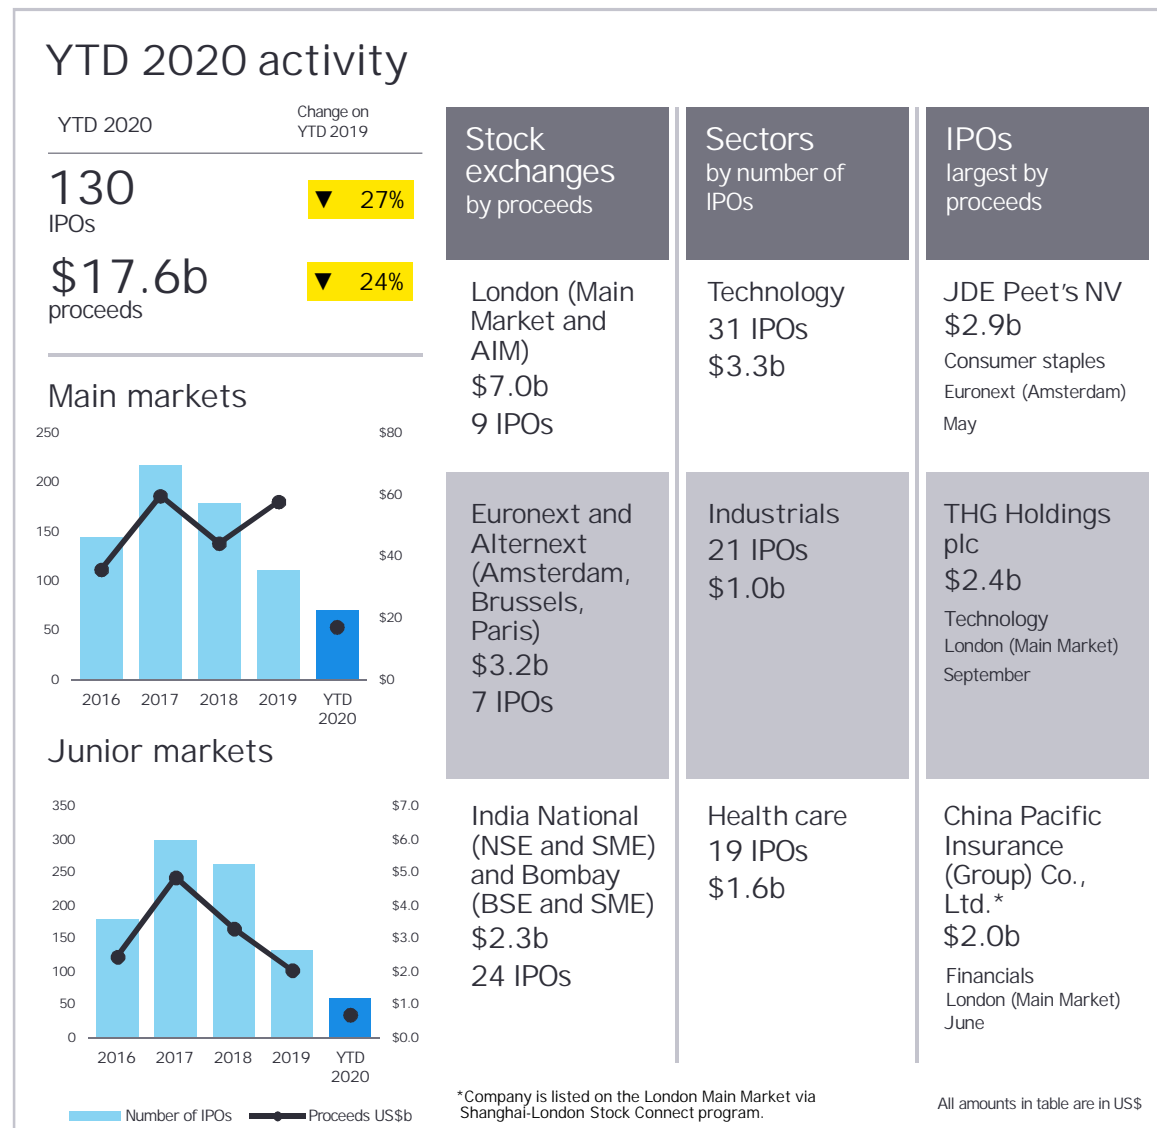 YTD 2020 activity
YTD 2020
Change on
YTD 2019
130
IPOs
▼ 27%
$17.6b
proceeds
▼ 24%
Main markets
250
200
150
100
50
0
$80
$60
$40
$20
$0
2016 2017 2018 2019 YTD
2020
Junior markets
350
300
250
200
150
100
50
0
$7.0
$6.0
$5.0
$4.0
$3.0
$2.0
$1.0
$0.0
2016 2017 2018 2019 YTD
2020
Number of IPOs Proceeds US$b
Stock
exchanges
by proceeds
London (Main
Market and
AIM)
$7.0b
9 IPOs
Euronext and
Alternext
(Amsterdam,
Brussels,
Paris)
$3.2b
7 IPOs
India National
(NSE and SME)
and Bombay
(BSE and SME)
$2.3b
24 IPOs
Sectors
by number of
IPOs
Technology
31 IPOs
$3.3b
Industrials
21 IPOs
$1.0b
Health care
19 IPOs
$1.6b
IPOs
largest by
proceeds
JDE Peet's NV
$2.9b
Consumer staples
Euronext (Amsterdam)
May
THG Holdings
plc
$2.4b
Technology
London (Main Market)
September
China Pacific
Insurance
(Group) Co.,
Ltd.*
$2.0b
Financials
London (Main Market)
June
*Company is listed on the London Main Market via
Shanghai-London Stock Connect program.
All amounts in table are in US$